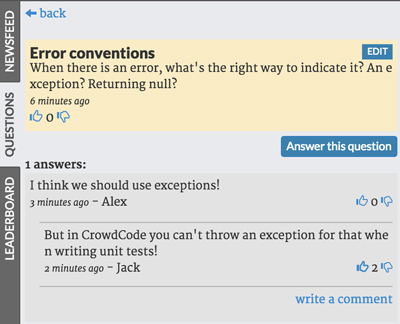 NEWSFEED
QUESTIONS
LEADERBOARD
back
Error conventions
EDIT
When there is an error, what's the right way to indicate it? An e
xception? Returning null?
6 minutes ago
0
Answer this question
1 answers:
I think we should use exceptions!
3 minutes ago - Alex
0
But in CrowdCode you can't throw an exception for that whe
n writing unit tests!
2 minutes ago - Jack
2
write a comment